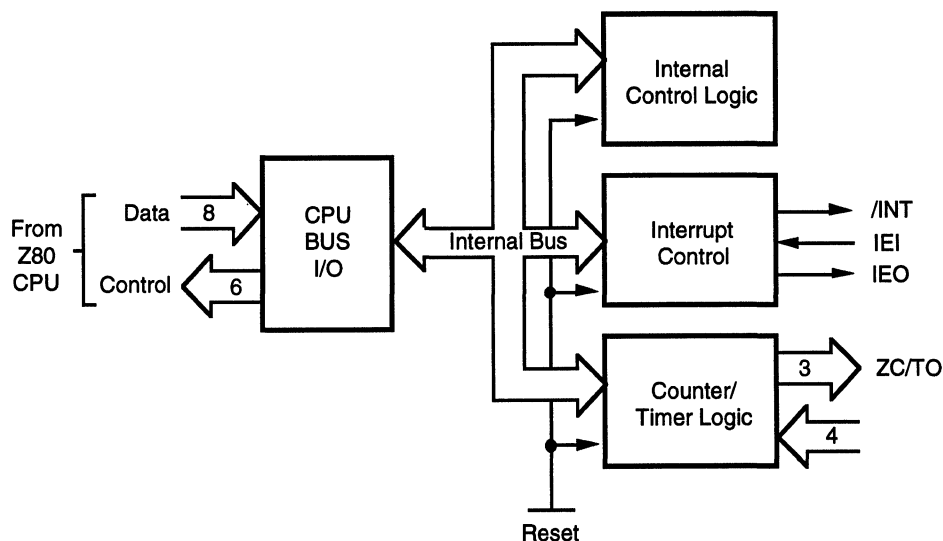 Internal
Control Logic
From
Z80
CPU
Data
8
Control
6
CPU
BUS
I/O
Internal Bus
Interrupt
Control
/INT
IEI
IEO
Counter/
Timer Logic
3
ZC/TO
4
Reset